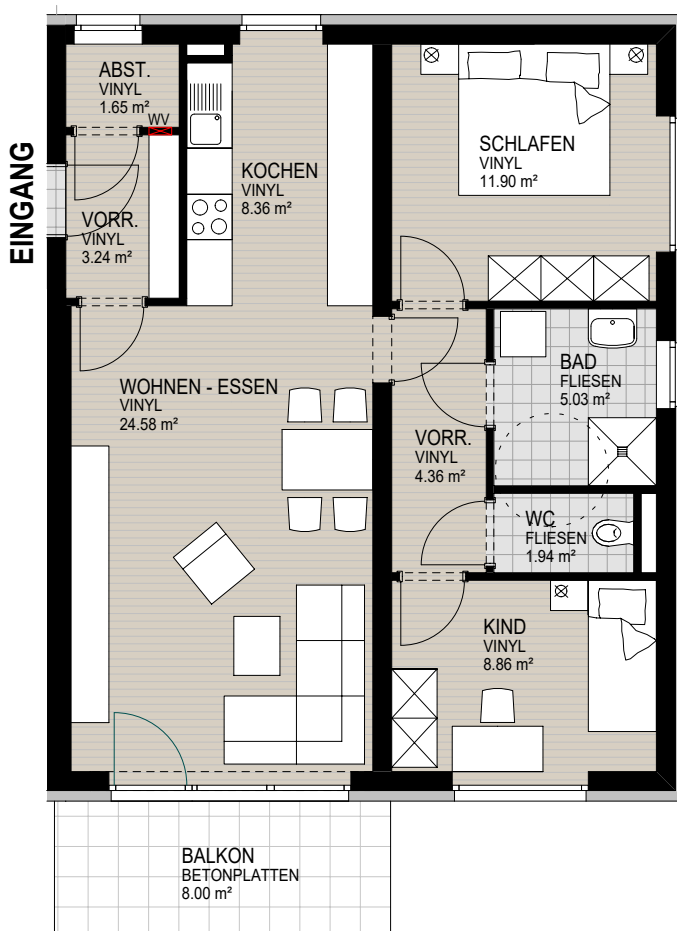 ABST.
VINYL
1.65 m²
WV
EINGANG
VORR.
VINYL
3.24 m²
KOCHEN
VINYL
8.36 m²
SCHLAFEN
VINYL
11.90 m²
WOHNEN - ESSEN
VINYL
24.58 m²
BAD
FLIESEN
5.03 m²
VORR.
VINYL
4.36 m²
WC
FLIESEN
1.94 m²
KIND
VINYL
8.86 m²
BALKON
BETONPLATTEN
8.00 m²